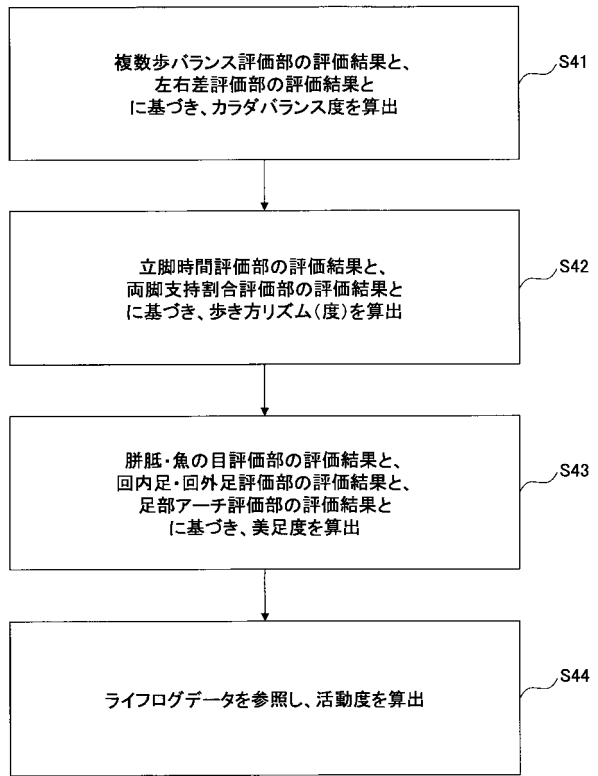 複数歩バランス評価部の評価結果と、
左右差評価部の評価結果と
に基づき、カラダバランス度を算出
S41
立脚時間評価部の評価結果と、
両脚支持割合評価部の評価結果と
に基づき、歩き方リズム(度)を算出
S42
胼胝・魚の目評価部の評価結果と、
回内足・回外足評価部の評価結果と、
足部アーチ評価部の評価結果と
に基づき、美足度を算出
S43
ライフログデータを参照し、活動度を算出
S44